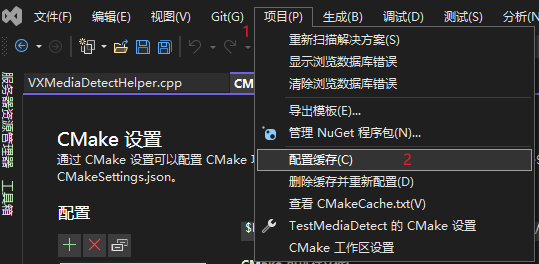 文件(F) 编辑(E) 视图(V) Git(G) 项目(P) 生成(B) 调试(D) 测试(S) 分析(N
1
重新扫描解决方案(S)
显示浏览数据库错误
清除浏览数据库错误
导出模板(E)...
管理 NuGet 程序包(N)...
配置缓存(C) 2
删除缓存并重新配置(D)
查看 CMakeCache.txt(V)
TestMediaDetect 的 CMake 设置
CMake 工作区设置
服务器资源管理器
工具箱
VXMediaDetectHelper.cpp CM
CMake 设置
通过 CMake 设置可以配置 CMake
CMakeSettings.json。
配置